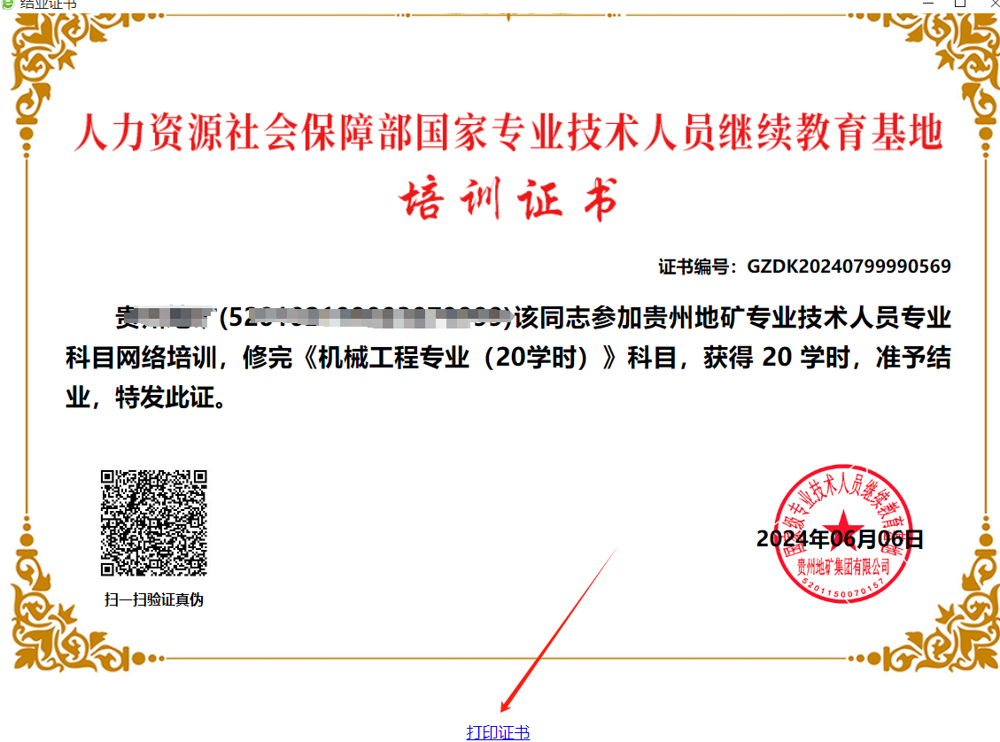 结业证书
人力资源社会保障部国家专业技术人员继续教育基地
培训证书
证书编号：GZDK20240799990569
该同志参加贵州地矿专业技术人员专业
科目网络培训，修完《机械工程专业（20学时）》科目，获得 20 学时，准予结
业，特发此证。
国家级专业技术人员继续教育基地
2024年06月06日
贵州地矿集团有限公司
5201150070157
扫一扫验证真伪
打印证书